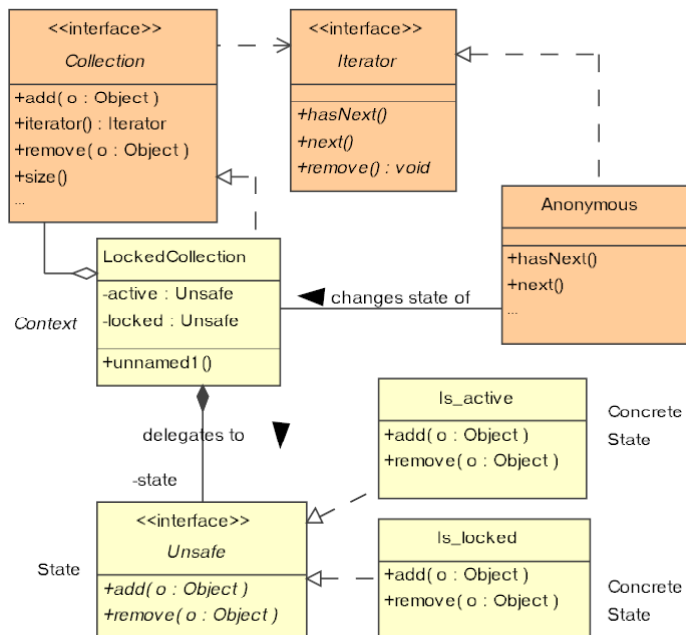 <<interface>>
Collection
+add( o : Object )
+iterator() : Iterator
+remove( o : Object )
+size()
...
<<interface>>
Iterator
+hasNext()
+next()
+remove() : void
Anonymous
+hasNext()
+next()
...
LockedCollection
-active : Unsafe
-locked : Unsafe
+unnamed1()
Context
changes state of
delegates to
-state
<<interface>>
Unsafe
+add( o : Object )
+remove( o : Object )
State
Is_active
+add( o : Object )
+remove( o : Object )
Concrete
State
Is_locked
+add( o : Object )
+remove( o : Object )
Concrete
State